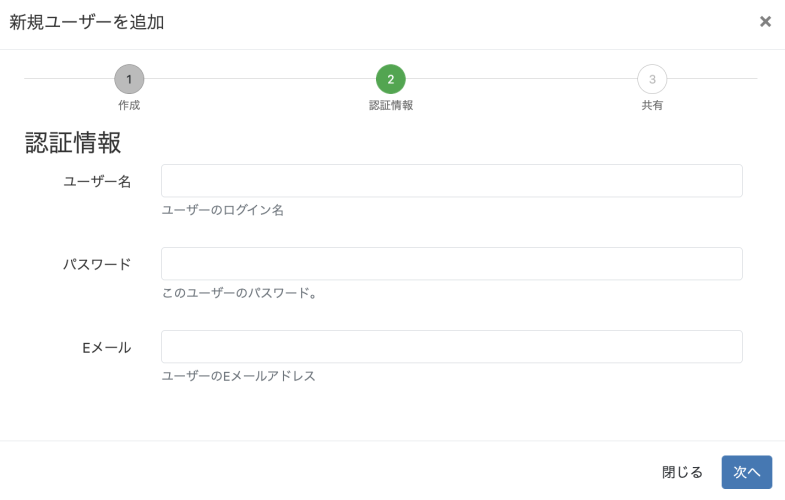 新規ユーザーを追加
×
1
2
3
作成
認証情報
共有
認証情報
ユーザー名
ユーザーのログイン名
パスワード
このユーザーのパスワード。
Eメール
ユーザーのEメールアドレス
閉じる
次へ